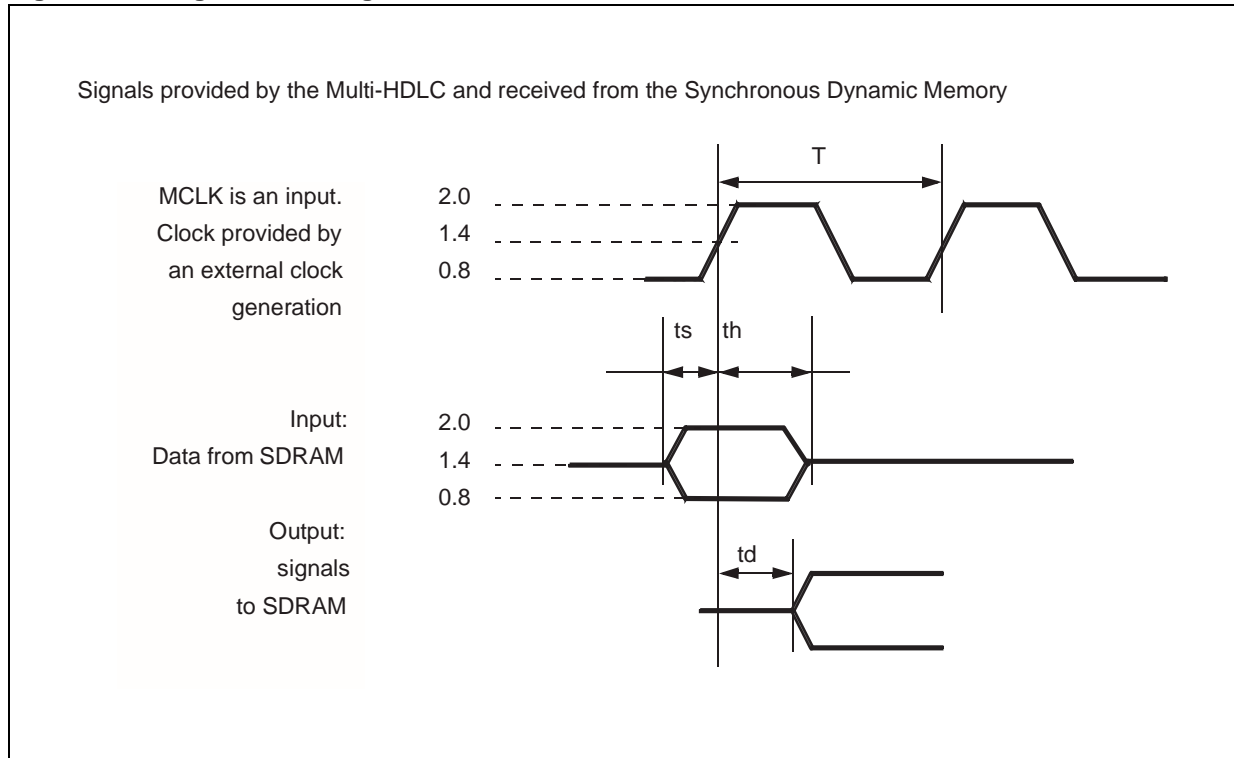 Signals provided by the Multi-HDLC and received from the Synchronous Dynamic Memory
T
MCLK is an input.
Clock provided by
an external clock
generation
2.0
1.4
0.8
ts
th
Input:
Data from SDRAM
2.0
1.4
0.8
Output:
signals
to SDRAM
td